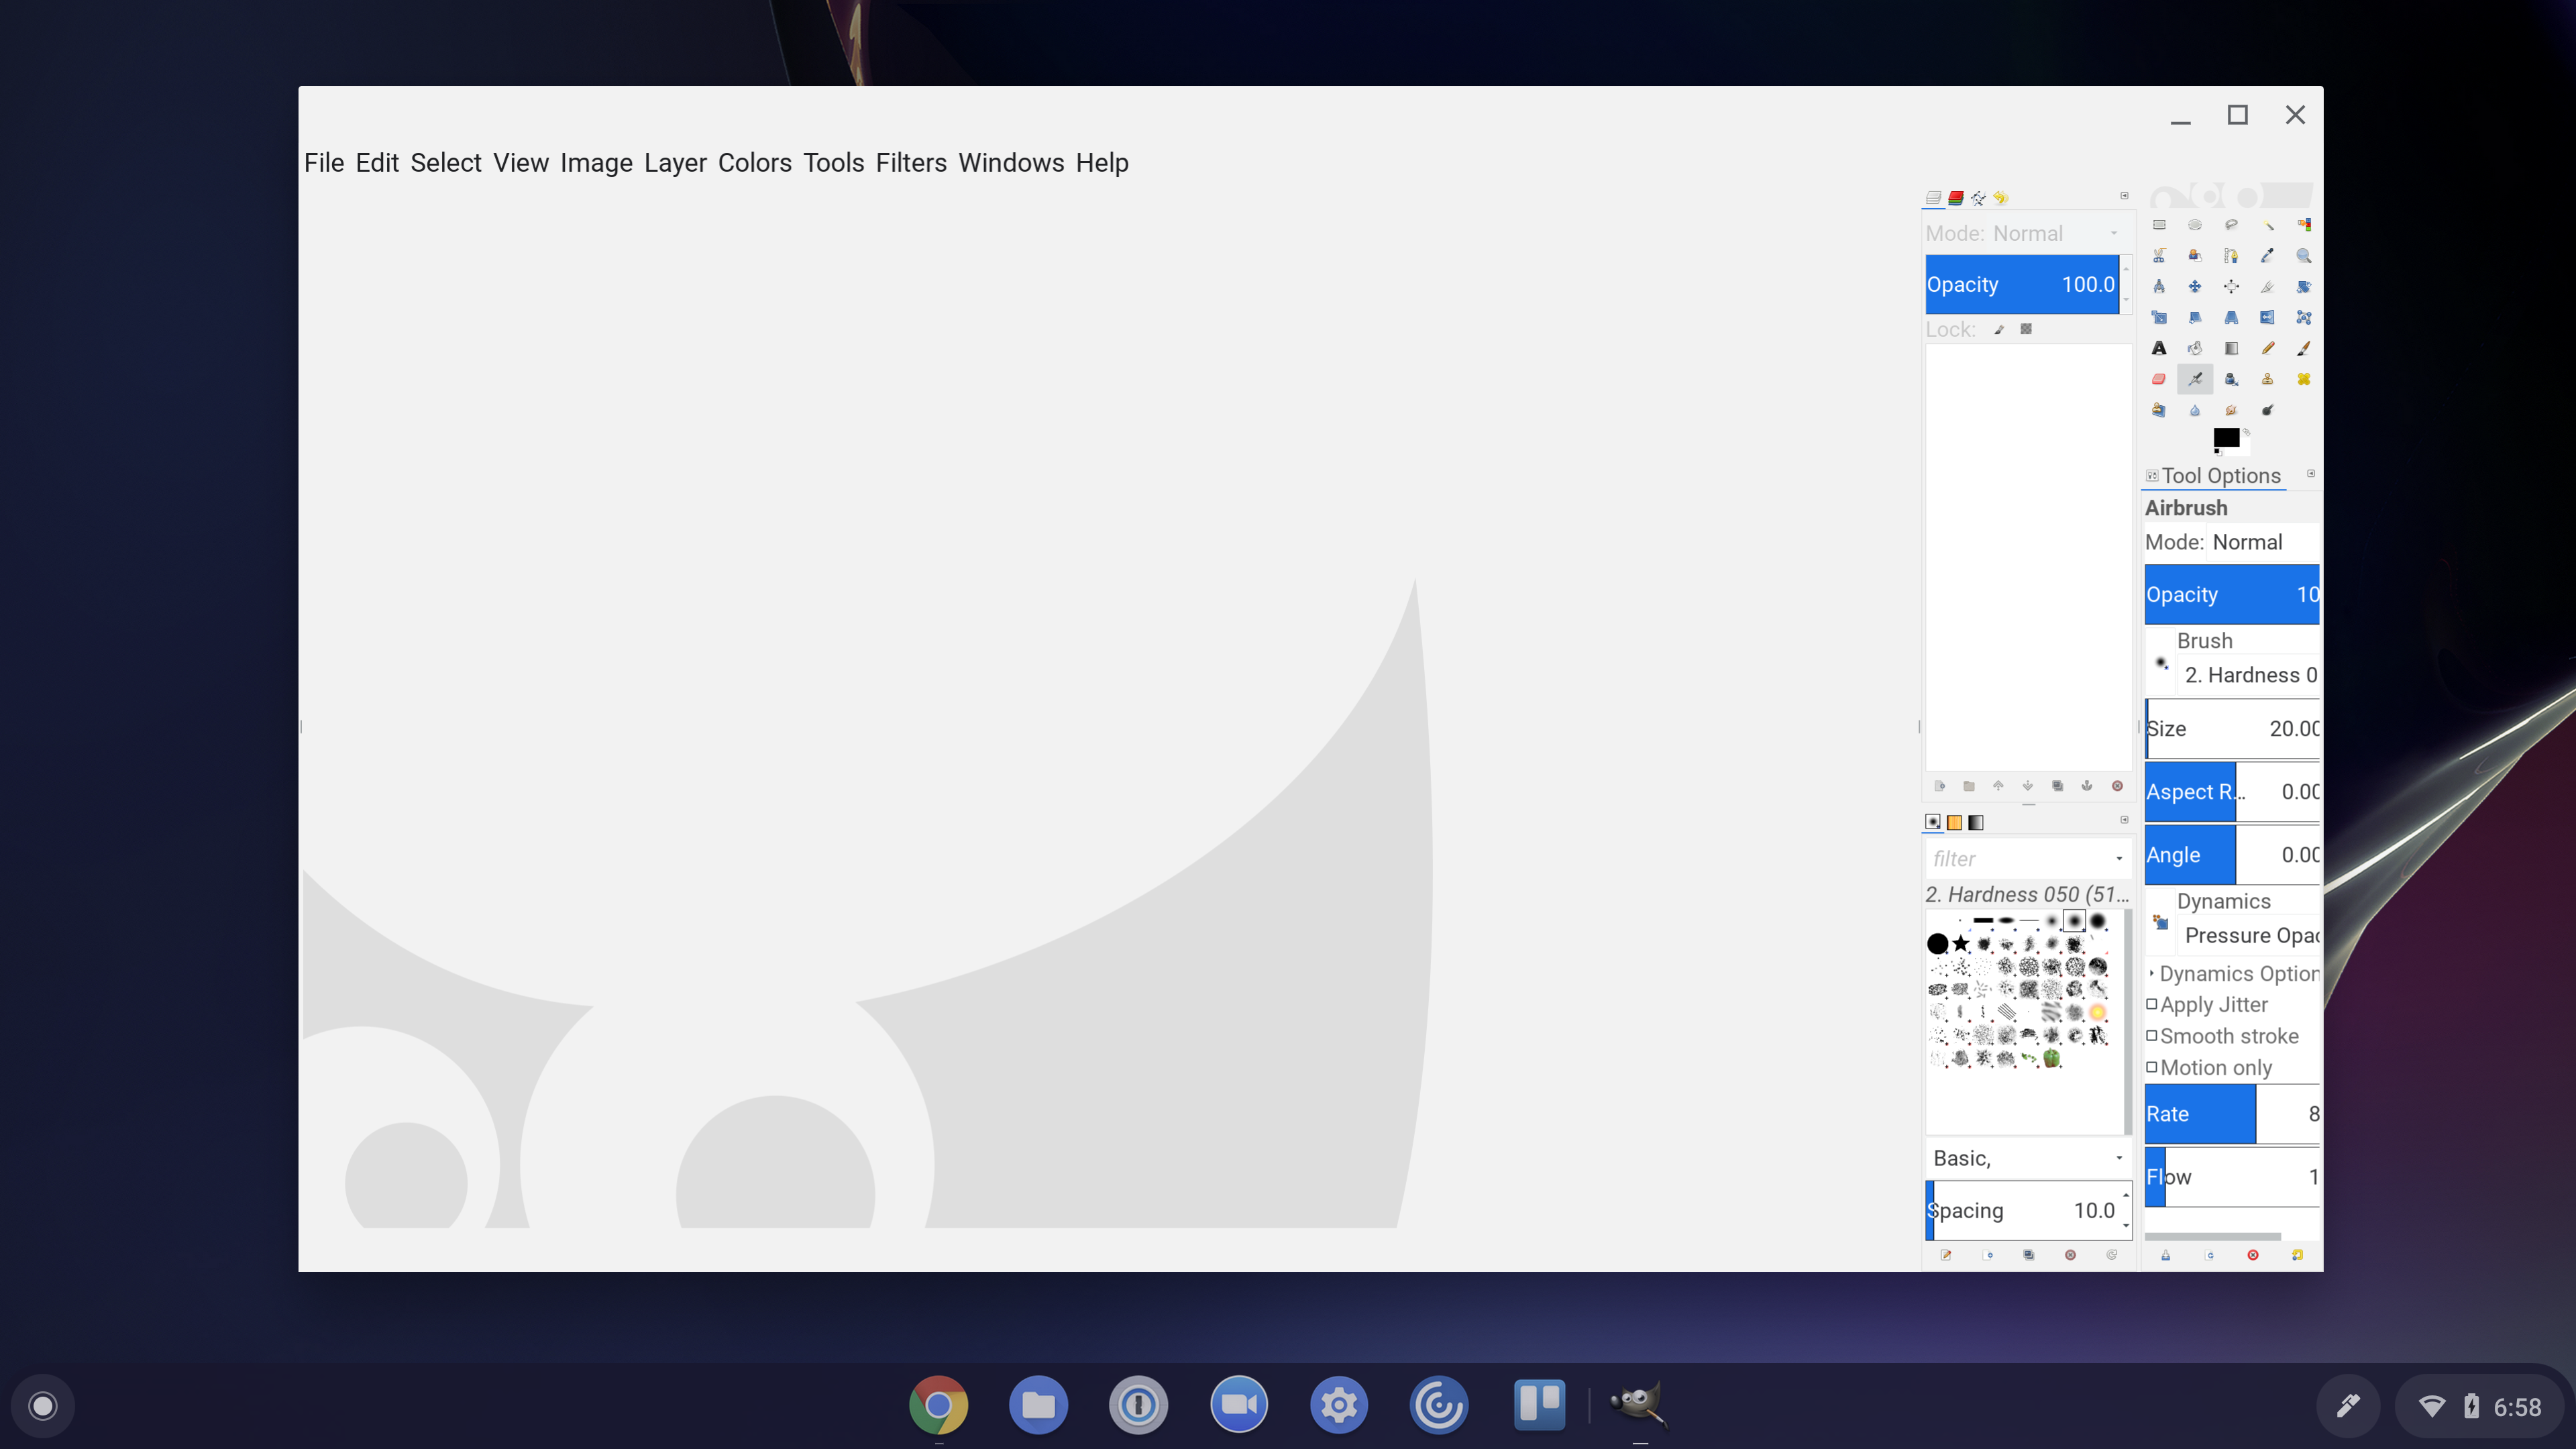 File Edit Select View Image Layer Colors Tools Filters Windows Help
Mode: Normal
Opacity 100.0
Lock:
filter
2. Hardness 050 (51...
Basic,
Spacing 10.0
Tool Options
Airbrush
Mode: Normal
Opacity 10
Brush
2. Hardness 0
Size 20.00
Aspect R... 0.00
Angle 0.00
Dynamics
Pressure Opac
Dynamics Option
Apply Jitter
Smooth stroke
Motion only
Rate 8
Flow 1
6:58